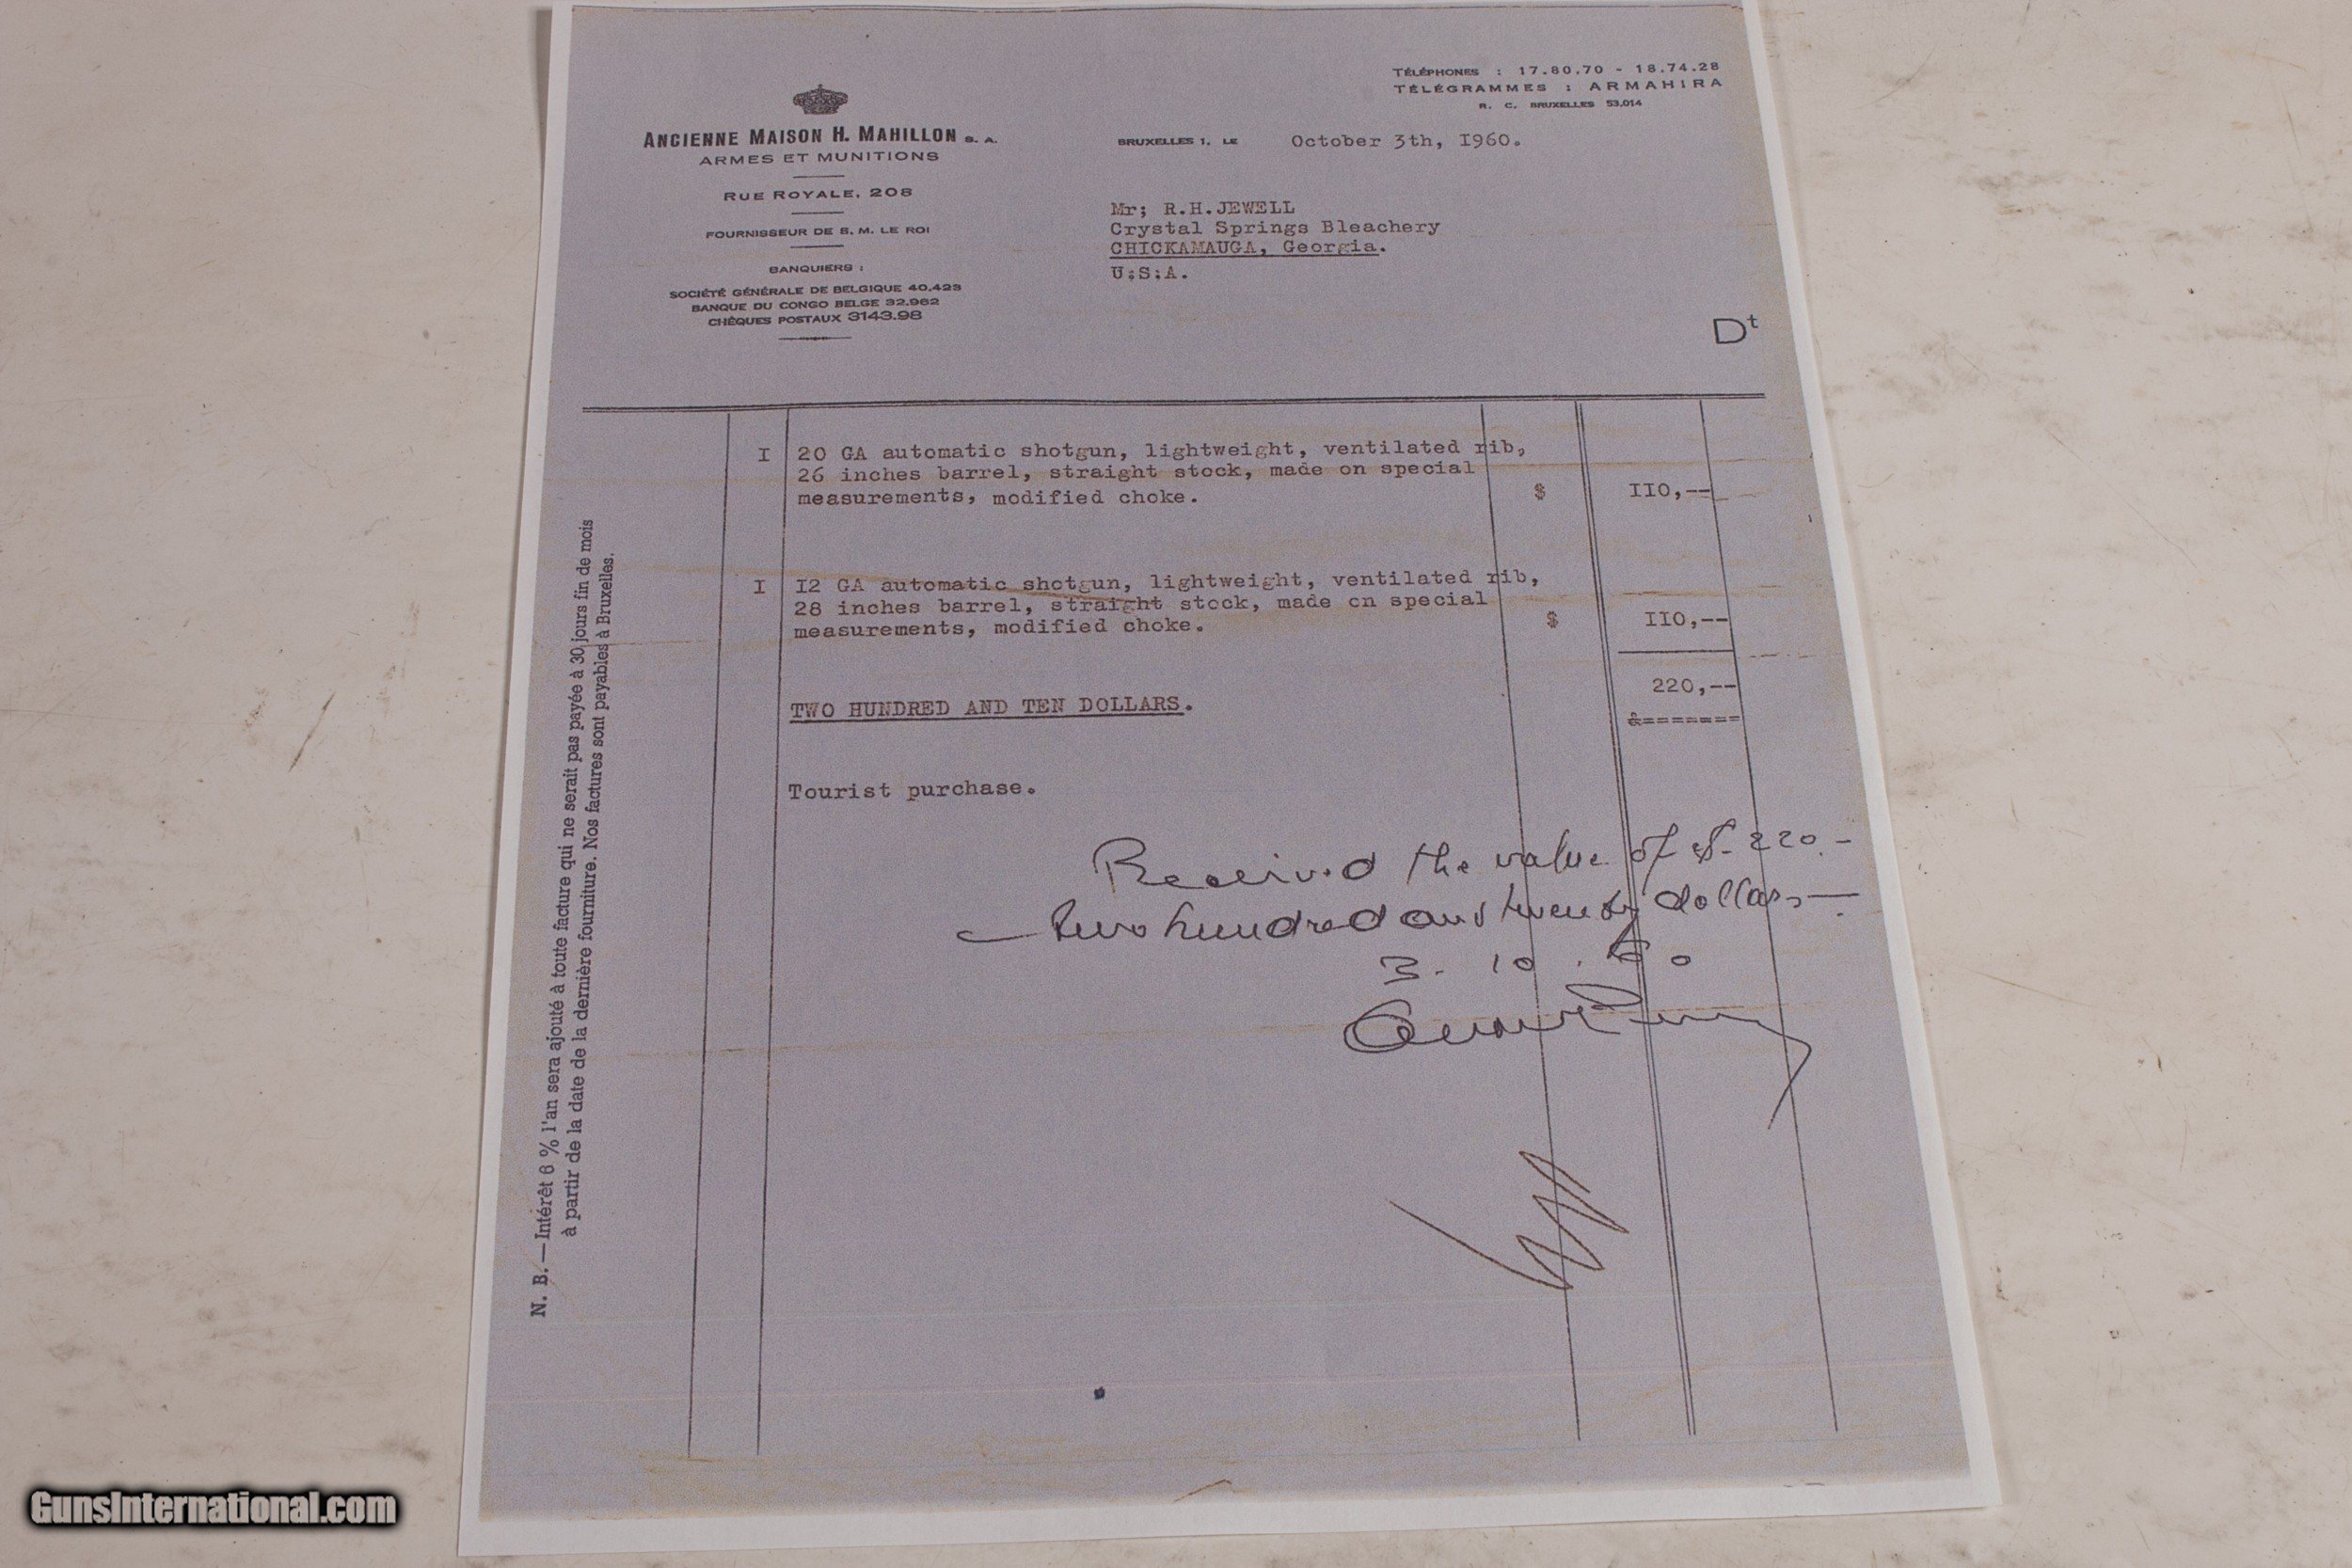 TÉLÉPHONES : 17.80.70 - 18.74.28
TÉLÉGRAMMES : ARMAHIRA
R. C. BRUXELLES 53.014
ANCIENNE MAISON H. MAHILLON S. A.
ARMES ET MUNITIONS
RUE ROYALE, 208
FOURNISSEUR DE S. M. LE ROI
BANQUIERS :
SOCIÉTÉ GÉNÉRALE DE BELGIQUE 40.423
BANQUE DU CONGO BELGE 32.962
CHÈQUES POSTAUX 3143.98
BRUXELLES 1, LE October 3th, I960.
Mr; R.H.JEWELL
Crystal Springs Bleachery
CHICKAMAUGA, Georgia.
U;S;A.
Dt
I 20 GA automatic shotgun, lightweight, ventilated rib,
26 inches barrel, straight stock, made on special
measurements, modified choke. $ II0,--
I I2 GA automatic shotgun, lightweight, ventilated rib,
28 inches barrel, straight stock, made on special
measurements, modified choke. $ II0,--
220,--
TWO HUNDRED AND TEN DOLLARS.
Tourist purchase.
Received the value of $. 220.-
two hundred and twenty dollars
3. 10. 60
N. B. — Intérêt 6 % l'an sera ajouté à toute facture qui ne serait pas payée à 30 jours fin de mois
à partir de la date de la dernière fourniture. Nos factures sont payables à Bruxelles.
GunsInternational.com